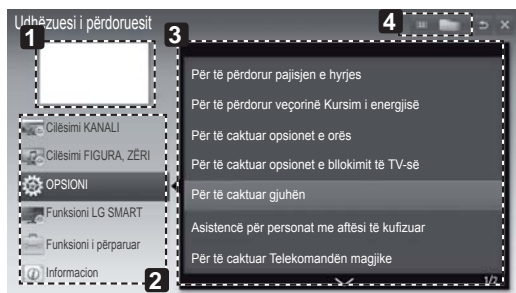 Udhëzuesi i përdoruesit
4
1
3
Për të përdorur pajisjen e hyrjes
Për të përdorur veçorinë Kursim i energjisë
Për të caktuar opsionet e orës
Për të caktuar opsionet e bllokimit të TV-së
Për të caktuar gjuhën
Asistencë për personat me aftësi të kufizuar
Për të caktuar Telekomandën magjike
1/2
Cilësimi KANALI
Cilësimi FIGURA, ZËRI
OPSIONI
Funksioni LG SMART
Funksioni i përparuar
Informacion
2